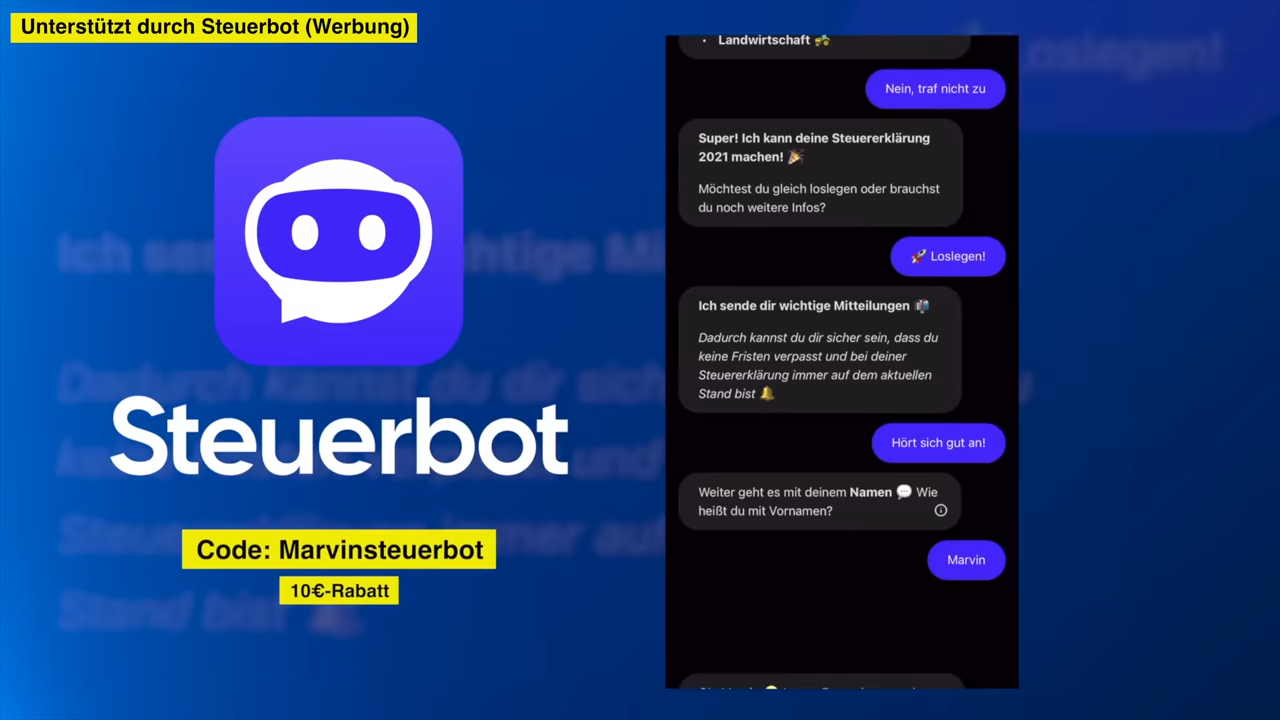 Unterstützt durch Steuerbot (Werbung)
Steuerbot
Code: Marvinsteuerbot
10€-Rabatt
Loslegen!
• Landwirtschaft 🚜
Nein, traf nicht zu
Super! Ich kann deine Steuererklärung
2021 machen! 🎉
Möchtest du gleich loslegen oder brauchst
du noch weitere Infos?
🚀 Loslegen!
Ich sende dir wichtige Mitteilungen 📬
Dadurch kannst du dir sicher sein, dass du
keine Fristen verpasst und bei deiner
Steuererklärung immer auf dem aktuellen
Stand bist 🔔
Hört sich gut an!
Weiter geht es mit deinem Namen 💬 Wie
heißt du mit Vornamen?
Marvin